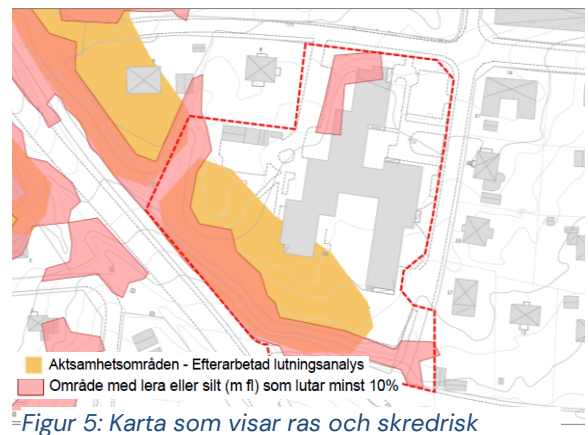 Aktsamhetsområden - Efterarbetad lutningsanalys
Område med lera eller silt (m fl) som lutar minst 10%
Figur 5: Karta som visar ras och skredrisk